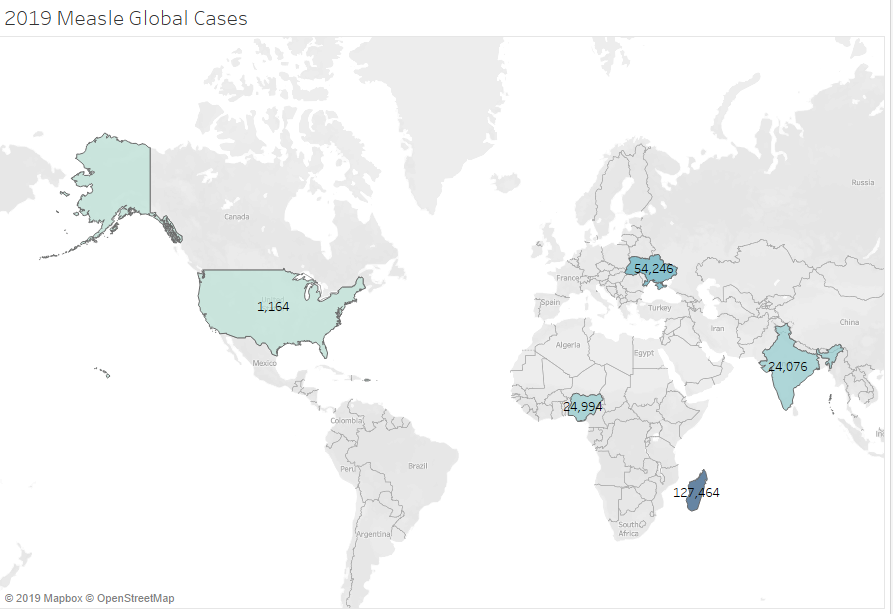 2019 Measle Global Cases
Russia
Canada
54,246
France
1,164
Spain
Turkey
China
Iran
Algeria
Egypt
Mexico
24,076
24,994
Colombia
Brazil
Peru
127,464
South
Africa
Argentina
© 2019 Mapbox © OpenStreetMap